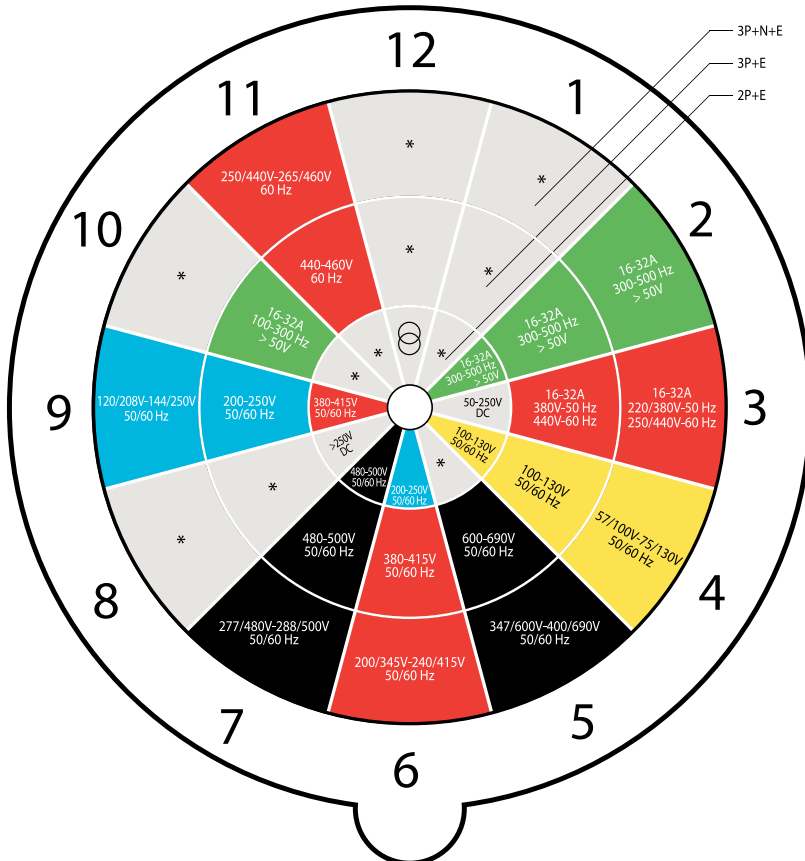 3P+N+E
3P+E
2P+E
12
*
*
1
*
*
*
2
16-32A
300-500 Hz
> 50V
16-32A
300-500 Hz
> 50V
16-32A
300-500 Hz
> 50V
3
16-32A
220/380V-50 Hz
250/440V-60 Hz
16-32A
380V-50 Hz
440V-60 Hz
50-250V
DC
4
57/100V-75/130V
50/60 Hz
100-130V
50/60 Hz
100-130V
50/60 Hz
5
347/600V-400/690V
50/60 Hz
600-690V
50/60 Hz
*
6
200/345V-240/415V
50/60 Hz
380-415V
50/60 Hz
200-250V
50/60 Hz
7
277/480V-288/500V
50/60 Hz
480-500V
50/60 Hz
480-500V
50/60 Hz
8
*
*
>250V
DC
9
120/208V-144/250V
50/60 Hz
200-250V
50/60 Hz
380-415V
50/60 Hz
10
*
16-32A
100-300 Hz
> 50V
*
11
250/440V-265/460V
60 Hz
440-460V
60 Hz
*